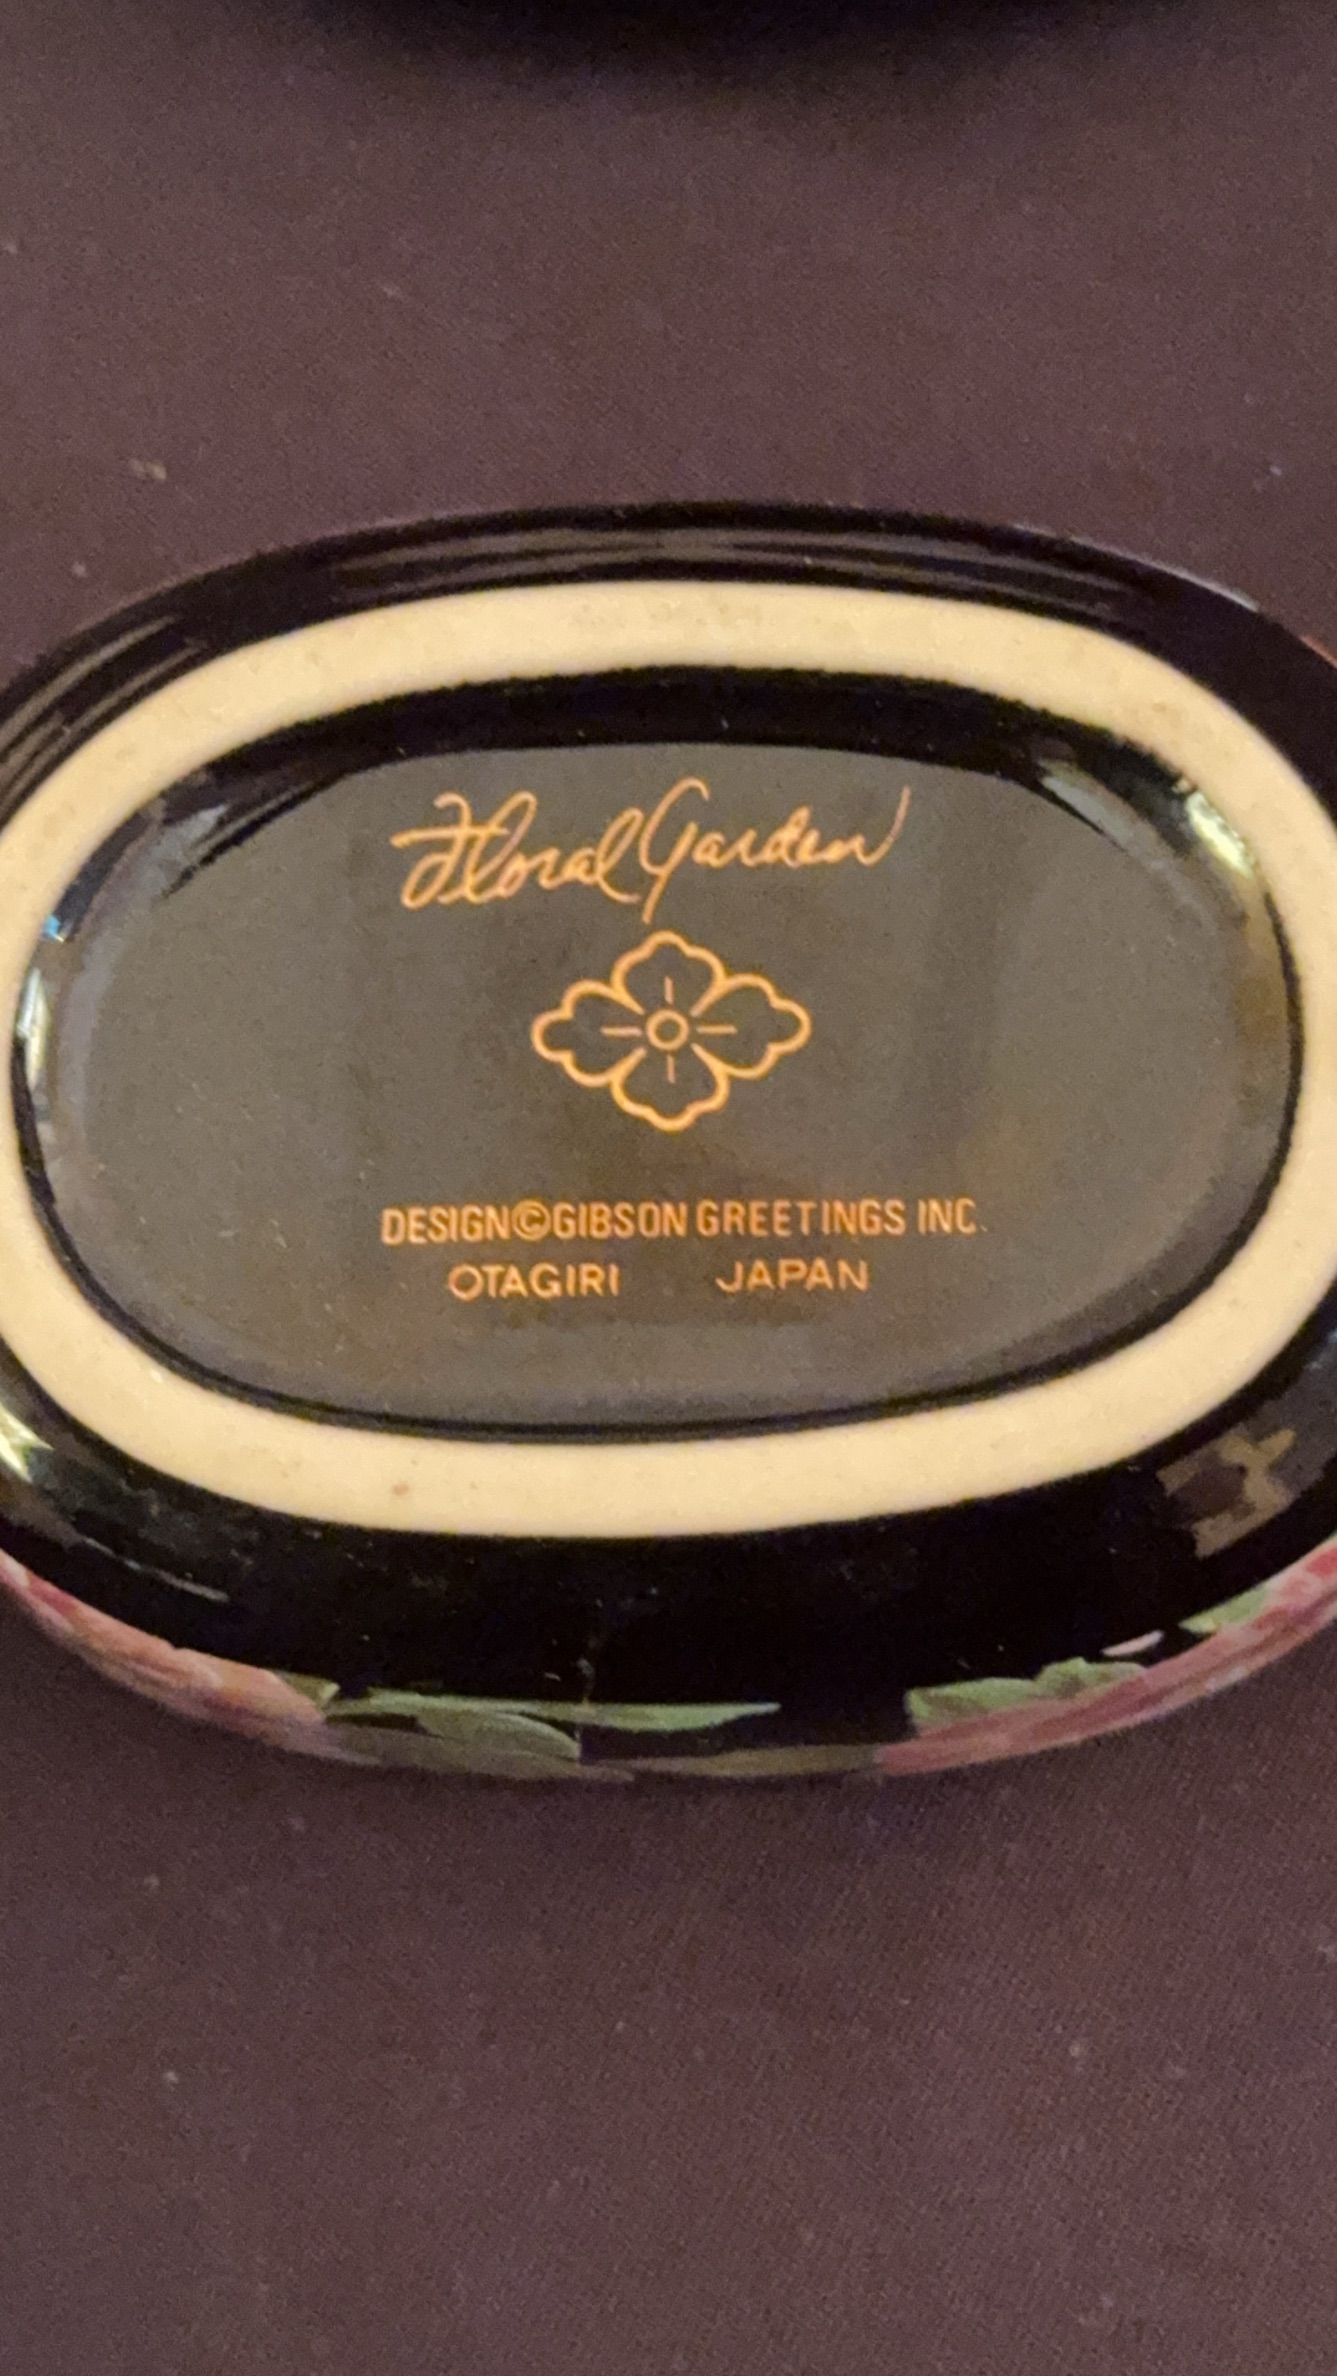 Floral Garden
DESIGN©GIBSON GREETINGS INC.
OTAGIRI JAPAN